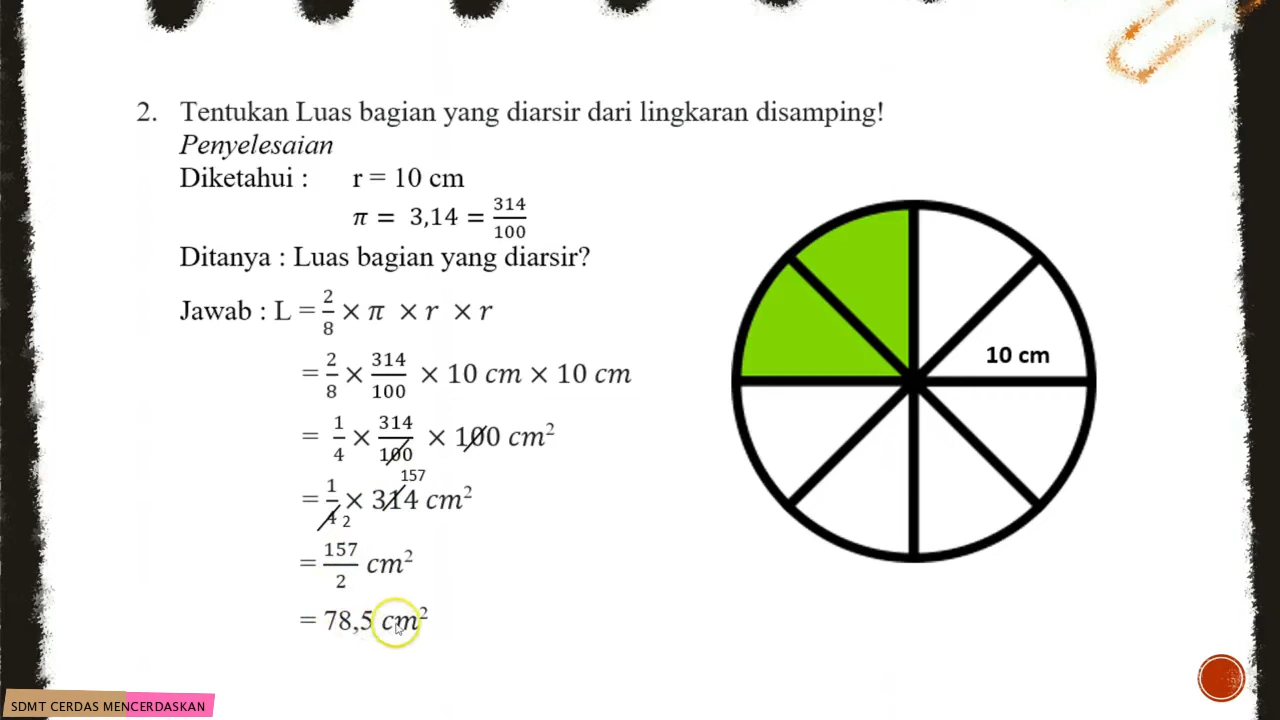 2. Tentukan Luas bagian yang diarsir dari lingkaran disamping!
Penyelesaian
Diketahui : r = 10 cm
π = 3,14 = 314/100
Ditanya : Luas bagian yang diarsir?
Jawab : L = 2/8 × π × r × r
= 2/8 × 314/100 × 10 cm × 10 cm
= 1/4 × 314/100 × 100 cm²
157
= 1/4 × 314 cm²
2
= 157/2 cm²
= 78,5 cm²
10 cm
SDMT CERDAS MENCERDASKAN